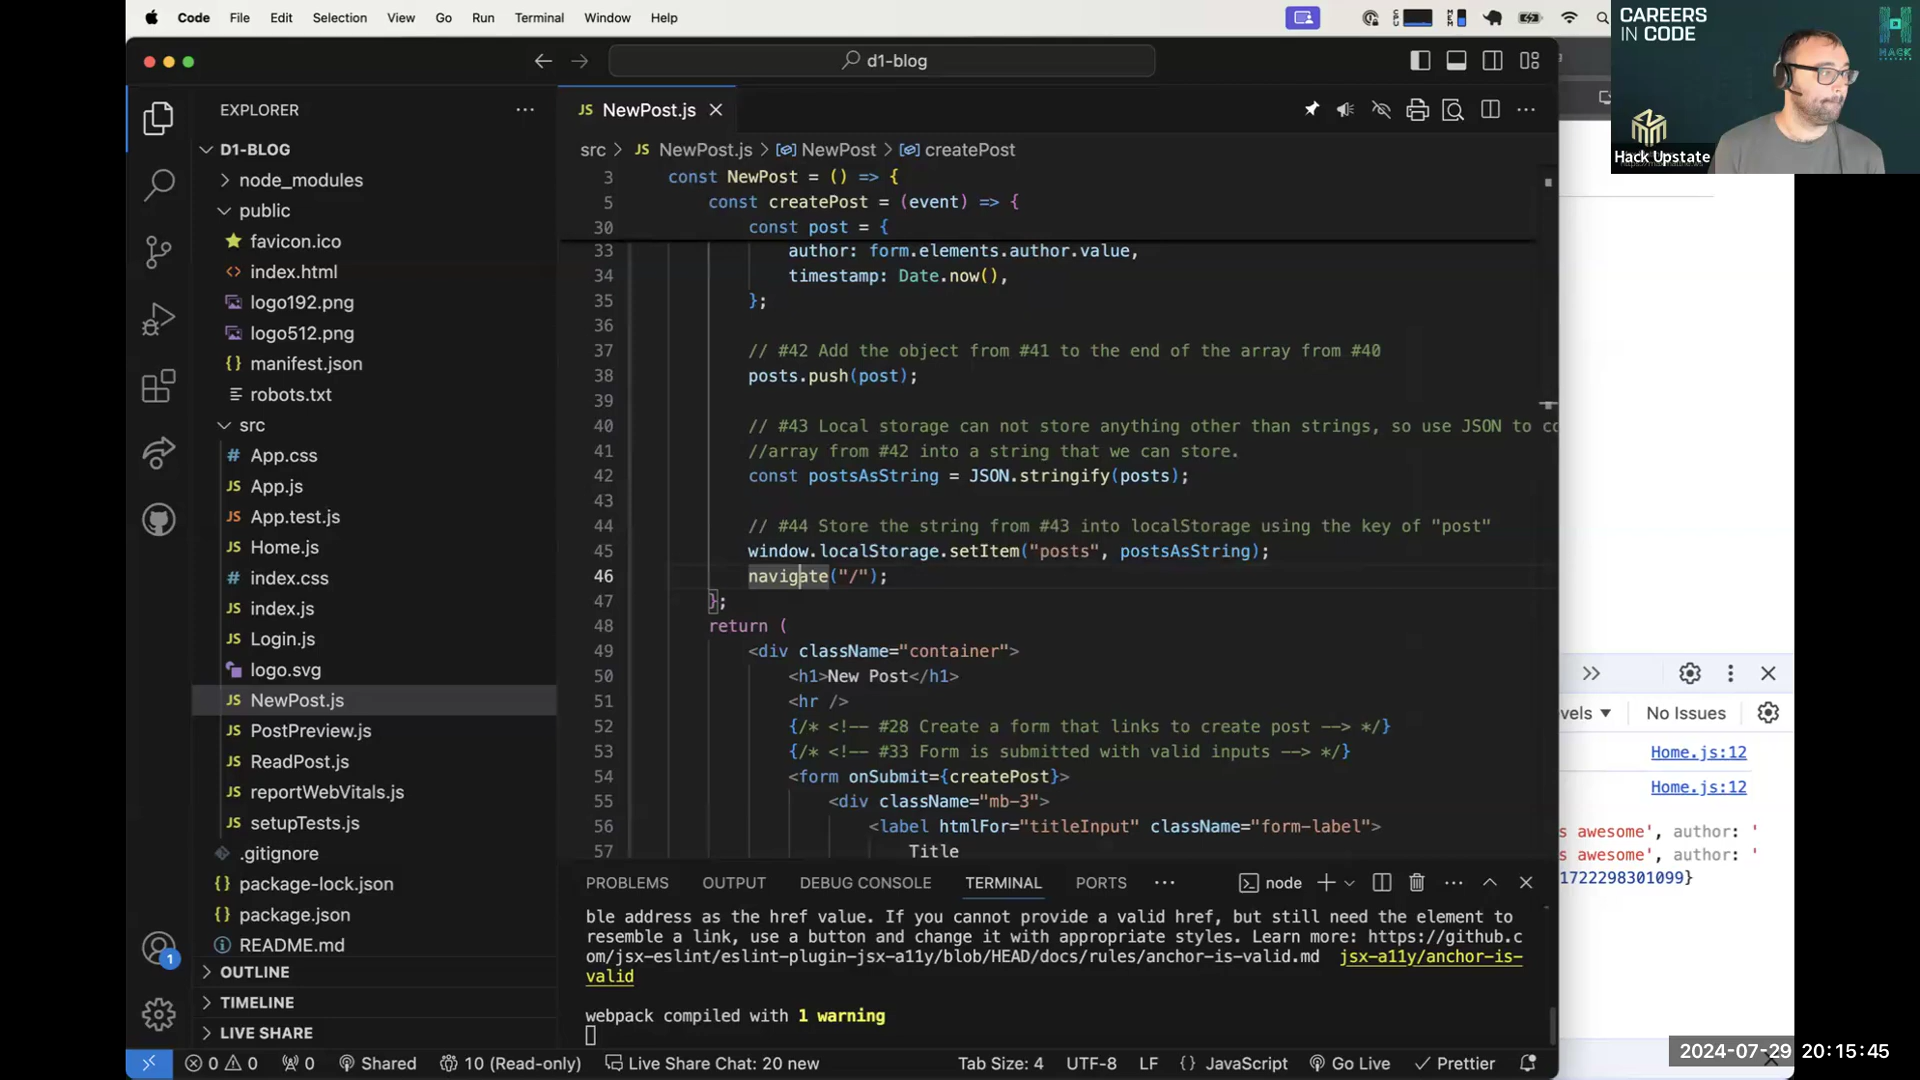 Code File Edit Selection View Go Run Terminal Window Help
d1-blog
CAREERS
IN CODE
HACK
Hack Upstate
EXPLORER
D1-BLOG
node_modules
public
favicon.ico
index.html
logo192.png
logo512.png
manifest.json
robots.txt
src
App.css
App.js
App.test.js
Home.js
index.css
index.js
Login.js
logo.svg
NewPost.js
PostPreview.js
ReadPost.js
reportWebVitals.js
setupTests.js
.gitignore
package-lock.json
package.json
README.md
OUTLINE
TIMELINE
LIVE SHARE
JS NewPost.js
src > JS NewPost.js > NewPost > createPost
3 const NewPost = () => {
5 const createPost = (event) => {
30 const post = {
33 author: form.elements.author.value,
34 timestamp: Date.now(),
35 };
36
37 // #42 Add the object from #41 to the end of the array from #40
38 posts.push(post);
39
40 // #43 Local storage can not store anything other than strings, so use JSON to co
41 //array from #42 into a string that we can store.
42 const postsAsString = JSON.stringify(posts);
43
44 // #44 Store the string from #43 into localStorage using the key of "post"
45 window.localStorage.setItem("posts", postsAsString);
46 navigate("/");
47 };
48 return (
49 <div className="container">
50 <h1>New Post</h1>
51 <hr />
52 {/* <!-- #28 Create a form that links to create post --> */}
53 {/* <!-- #33 Form is submitted with valid inputs --> */}
54 <form onSubmit={createPost}>
55 <div className="mb-3">
56 <label htmlFor="titleInput" className="form-label">
57 Title
PROBLEMS OUTPUT DEBUG CONSOLE TERMINAL PORTS ··· node
ble address as the href value. If you cannot provide a valid href, but still need the element to
resemble a link, use a button and change it with appropriate styles. Learn more: https://github.c
om/jsx-eslint/eslint-plugin-jsx-a11y/blob/HEAD/docs/rules/anchor-is-valid.md jsx-a11y/anchor-is-
valid
webpack compiled with 1 warning
vels No Issues
Home.js:12
Home.js:12
s awesome', author: '
s awesome', author: '
1722298301099}
1
0 0 0 Shared 10 (Read-only) Live Share Chat: 20 new Tab Size: 4 UTF-8 LF {} JavaScript Go Live Prettier
2024-07-29 20:15:45